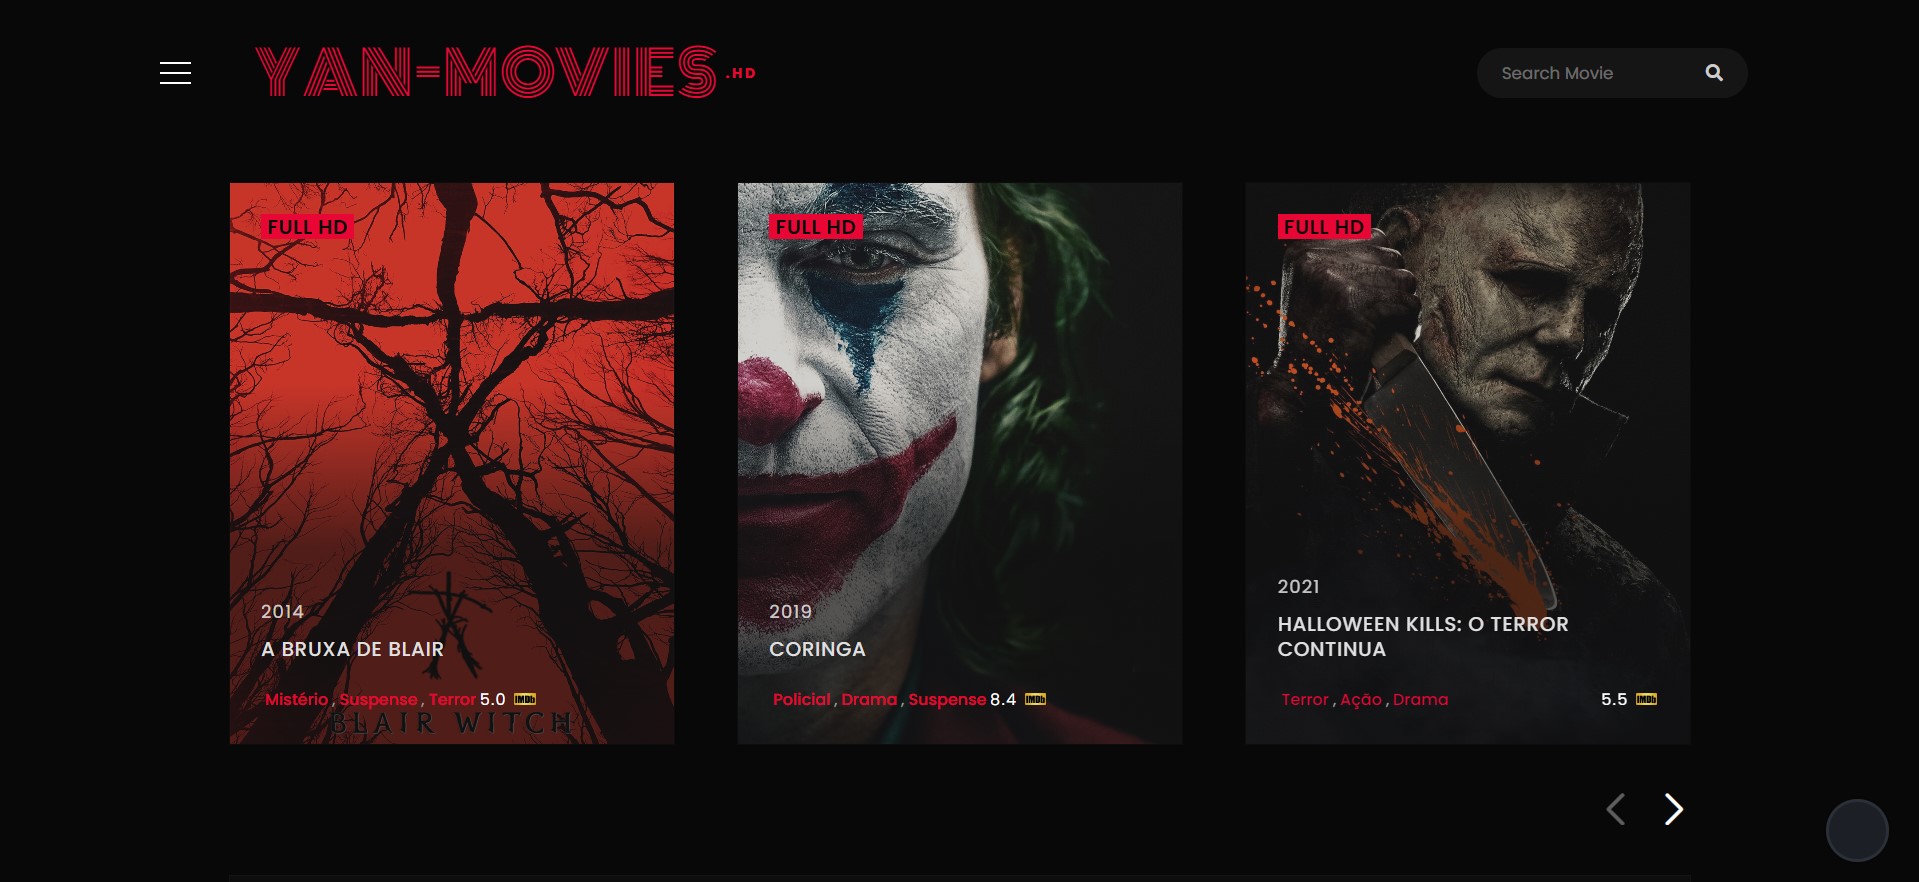 YAN-MOVIES .HD
Search Movie
FULL HD
2014
A BRUXA DE BLAIR
Mistério , Suspense , Terror 5.0 IMDb
BLAIR WITCH
FULL HD
2019
CORINGA
Policial , Drama , Suspense 8.4 IMDb
FULL HD
2021
HALLOWEEN KILLS: O TERROR
CONTINUA
Terror , Ação , Drama 5.5 IMDb